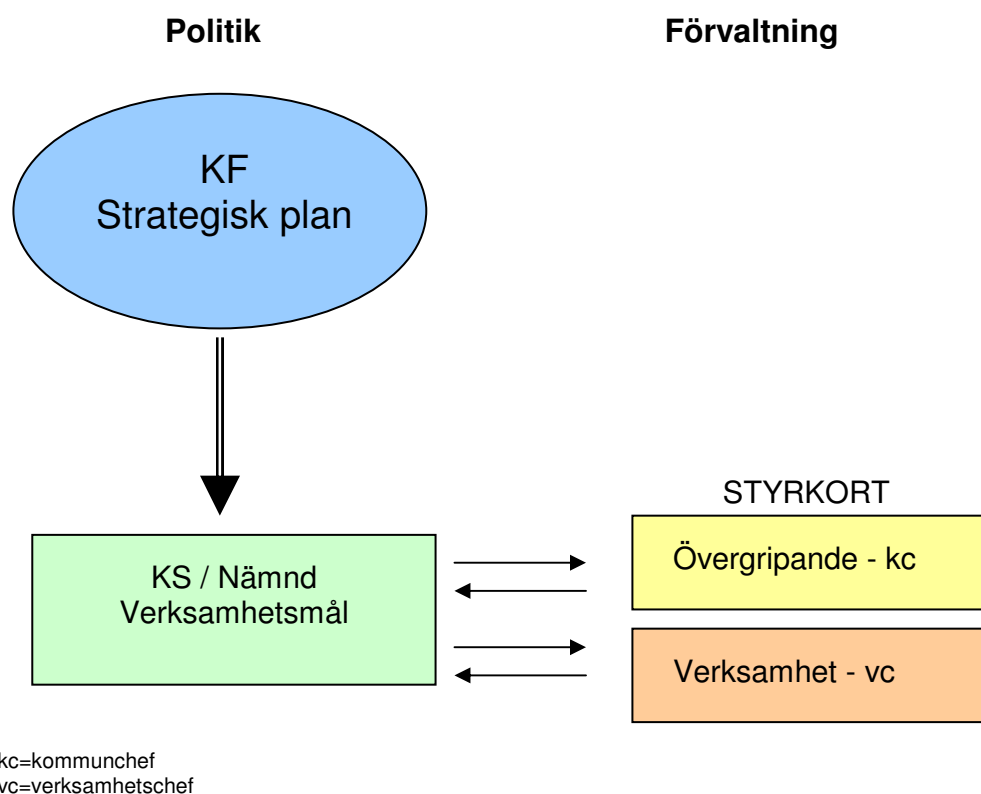 Politik
Förvaltning
KF
Strategisk plan
STYRKORT
KS / Nämnd
Verksamhetsmål
Övergripande - kc
Verksamhet - vc
kc=kommunchef
vc=verksamhetschef